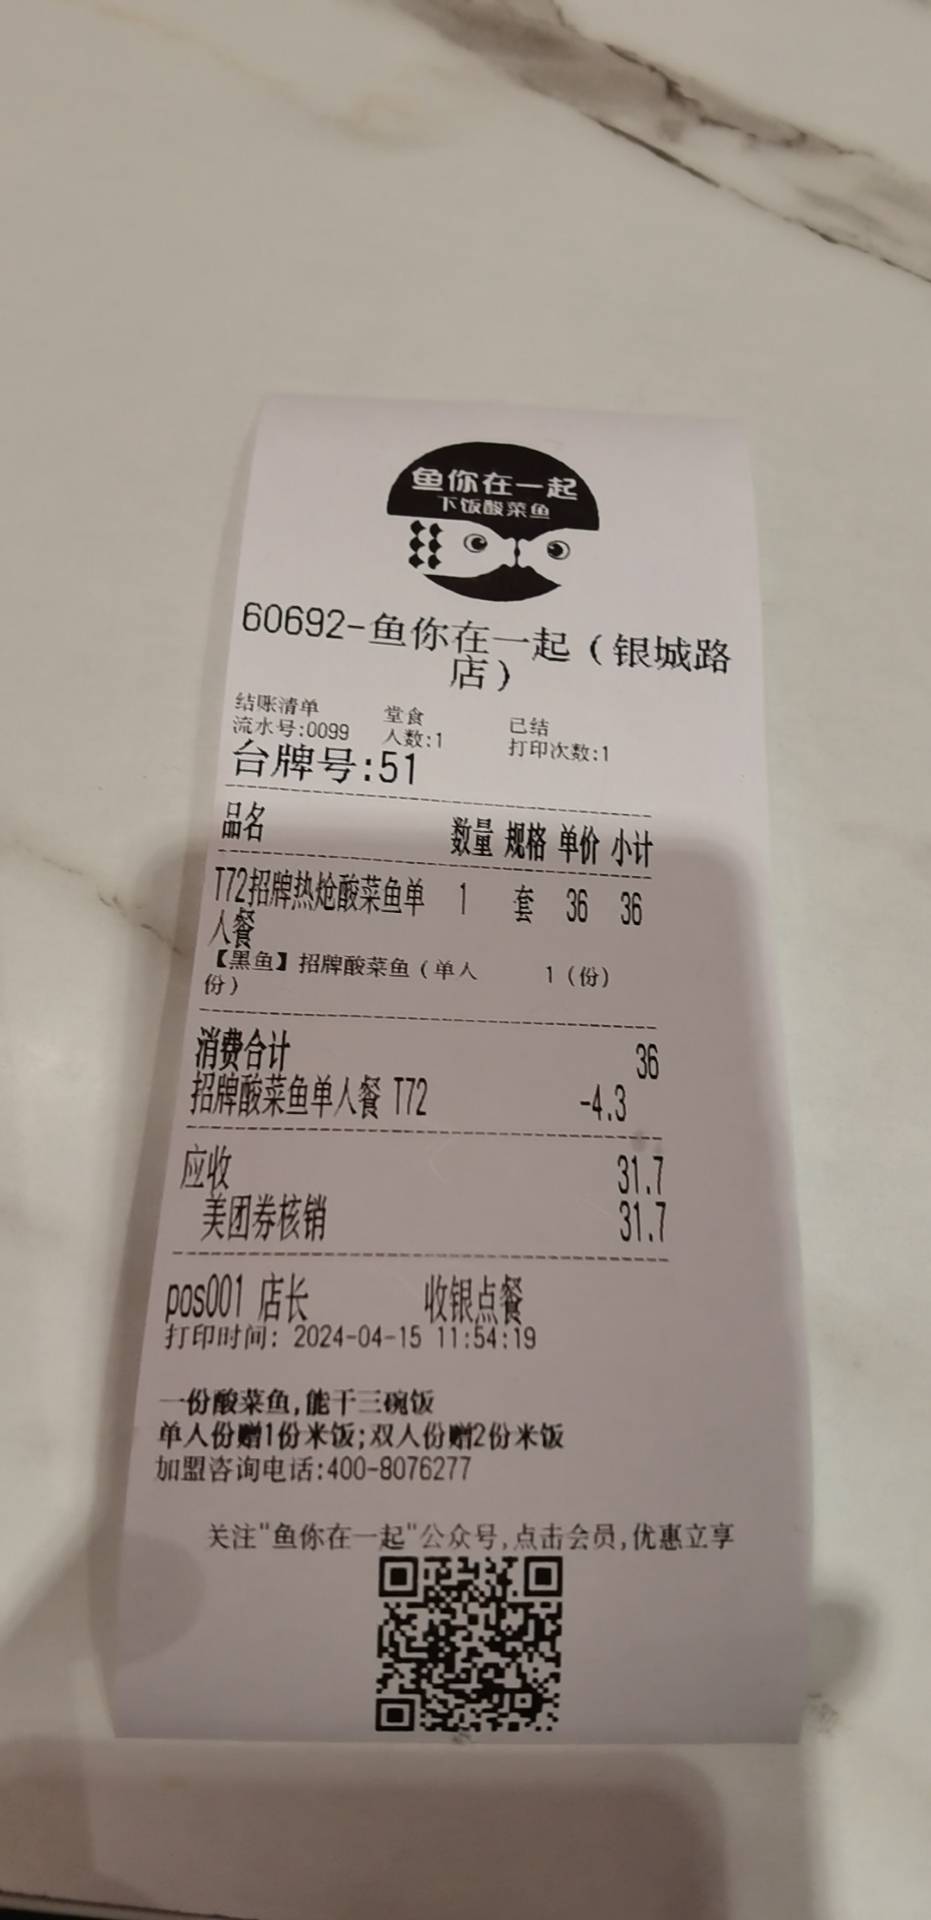 鱼你在一起
下饭酸菜鱼
60692-鱼你在一起（银城路
店）
结账清单 堂食 已结
流水号:0099 人数:1 打印次数:1
台牌号:51
品名 数量 规格 单价 小计
T72招牌热炝酸菜鱼单 1 套 36 36
人餐
【黑鱼】招牌酸菜鱼（单人 1（份）
份）
消费合计 36
招牌酸菜鱼单人餐 T72 -4.3
应收 31.7
美团券核销 31.7
pos001 店长 收银点餐
打印时间: 2024-04-15 11:54:19
一份酸菜鱼,能干三碗饭
单人份赠1份米饭;双人份赠2份米饭
加盟咨询电话:400-8076277
关注"鱼你在一起"公众号,点击会员,优惠立享